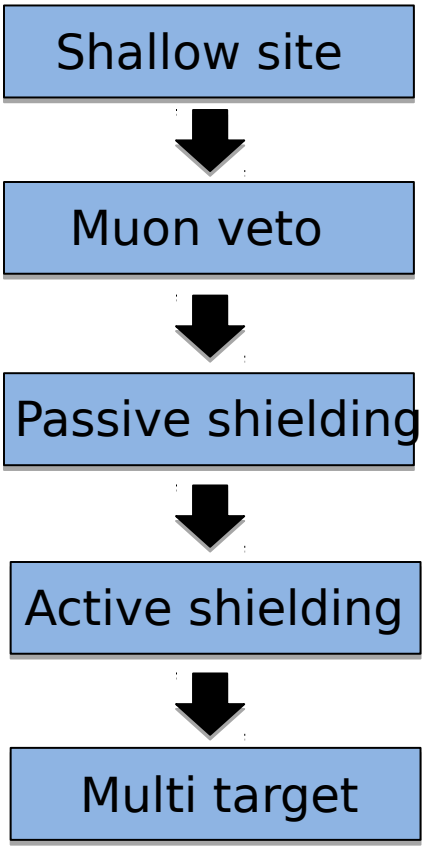 Shallow site
Muon veto
Passive shielding
Active shielding
Multi target